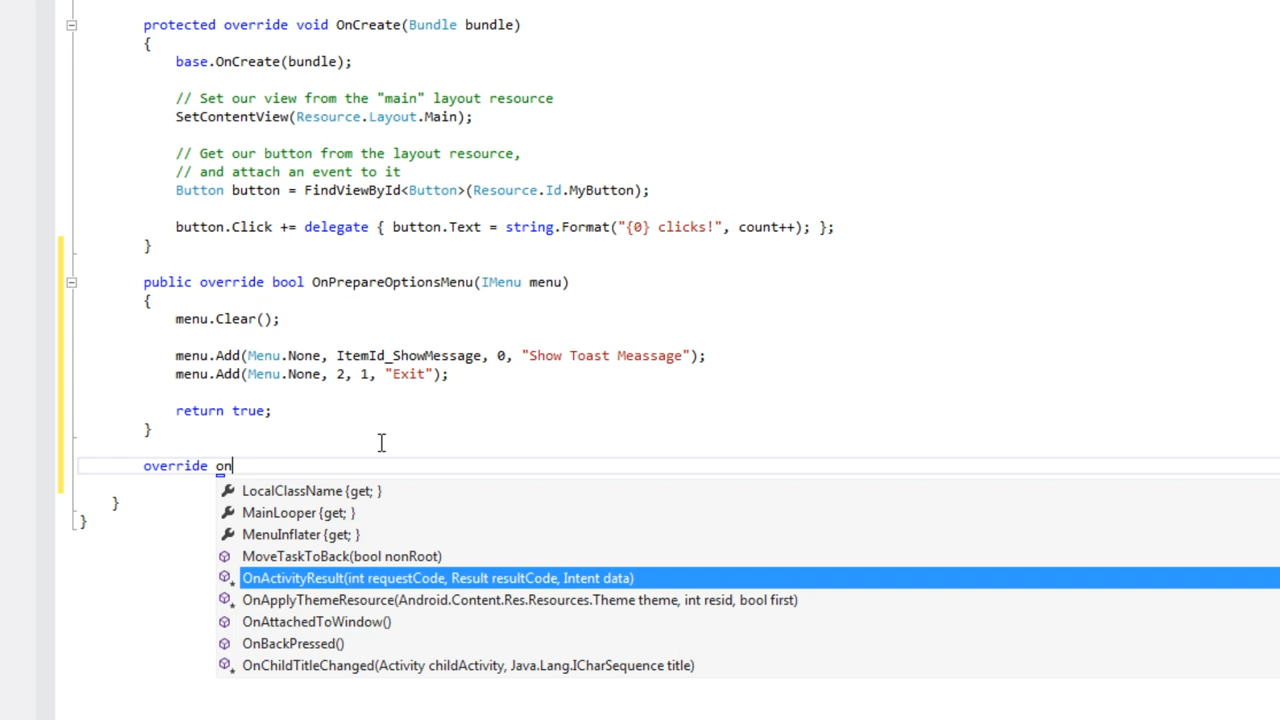 protected override void OnCreate(Bundle bundle)
{
base.OnCreate(bundle);
// Set our view from the "main" layout resource
SetContentView(Resource.Layout.Main);
// Get our button from the layout resource,
// and attach an event to it
Button button = FindViewById<Button>(Resource.Id.MyButton);
button.Click += delegate { button.Text = string.Format("{0} clicks!", count++); };
}
public override bool OnPrepareOptionsMenu(IMenu menu)
{
menu.Clear();
menu.Add(Menu.None, ItemId_ShowMessage, 0, "Show Toast Meassage");
menu.Add(Menu.None, 2, 1, "Exit");
return true;
}
override on
LocalClassName {get; }
MainLooper {get; }
MenuInflater {get; }
MoveTaskToBack(bool nonRoot)
OnActivityResult(int requestCode, Result resultCode, Intent data)
OnApplyThemeResource(Android.Content.Res.Resources.Theme theme, int resid, bool first)
OnAttachedToWindow()
OnBackPressed()
OnChildTitleChanged(Activity childActivity, Java.Lang.ICharSequence title)
}
}